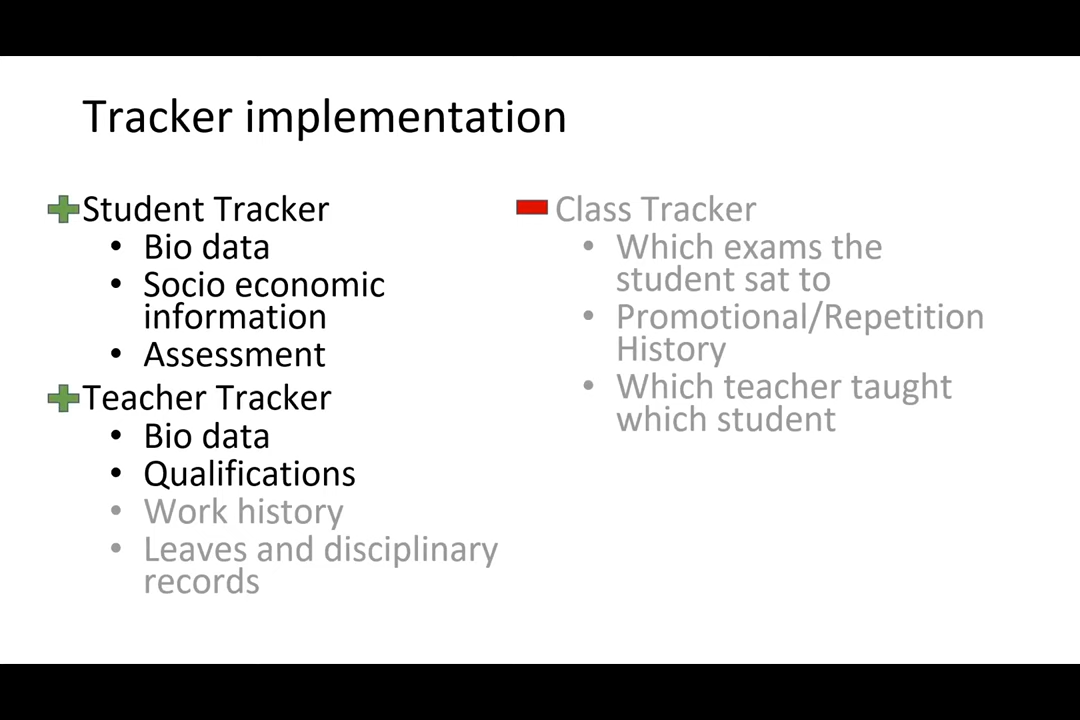 Tracker implementation
Student Tracker
• Bio data
• Socio economic
information
• Assessment
Teacher Tracker
• Bio data
• Qualifications
• Work history
• Leaves and disciplinary
records
Class Tracker
• Which exams the
student sat to
• Promotional/Repetition
History
• Which teacher taught
which student